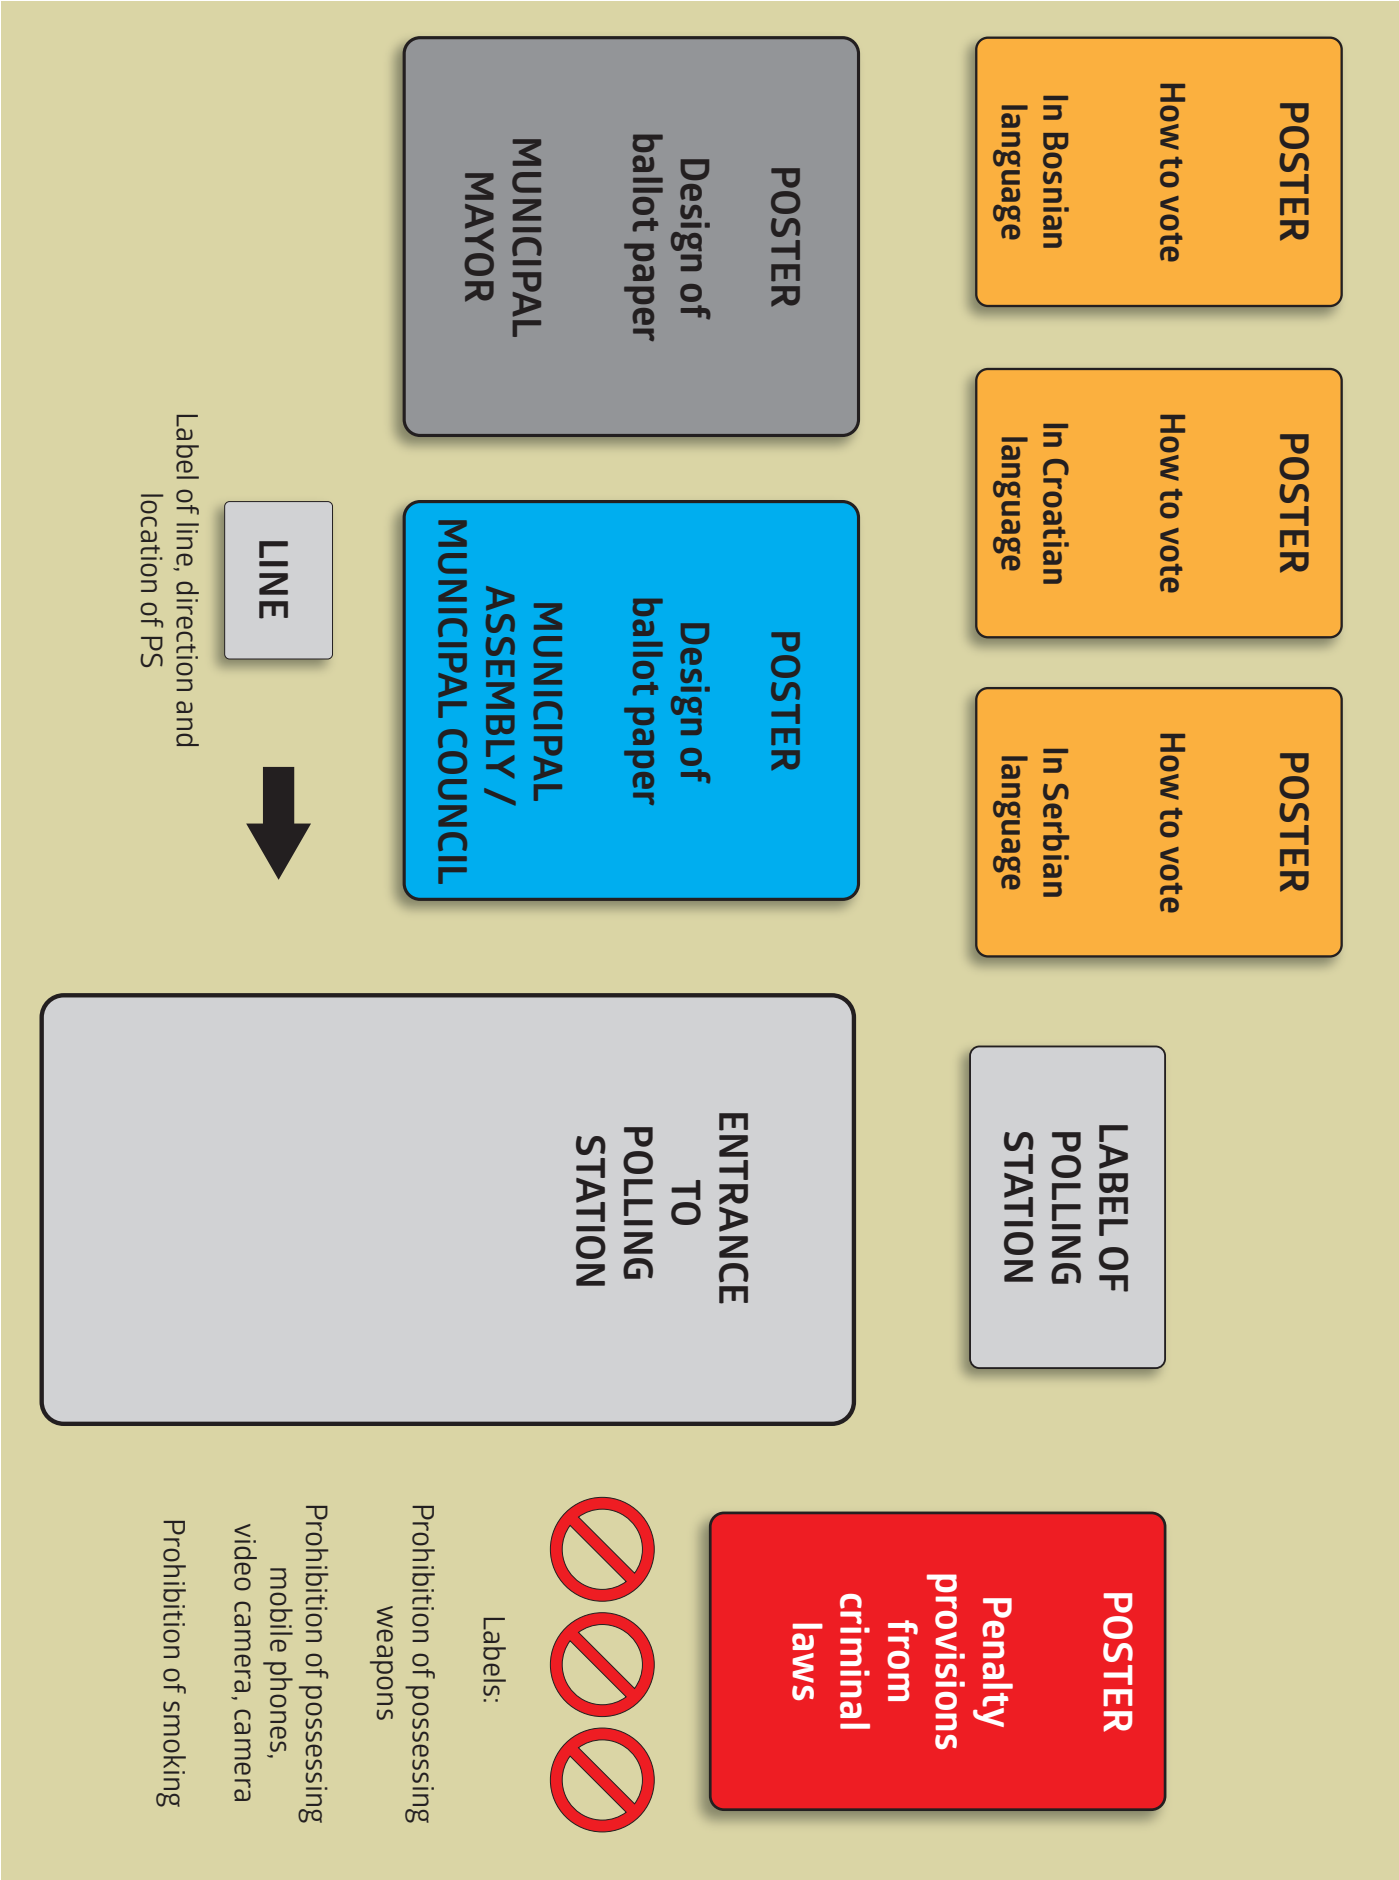 POSTER
How to vote
In Bosnian
language
POSTER
How to vote
In Croatian
language
POSTER
How to vote
In Serbian
language
LABEL OF
POLLING
STATION
POSTER
Penalty
provisions
from
criminal
laws
POSTER
Design of
ballot paper
MUNICIPAL
MAYOR
POSTER
Design of
ballot paper
MUNICIPAL
ASSEMBLY /
MUNICIPAL COUNCIL
ENTRANCE
TO
POLLING
STATION
LINE
Label of line, direction and
location of PS
Labels:
Prohibition of possessing
weapons
Prohibition of possessing
mobile phones,
video camera, camera
Prohibition of smoking